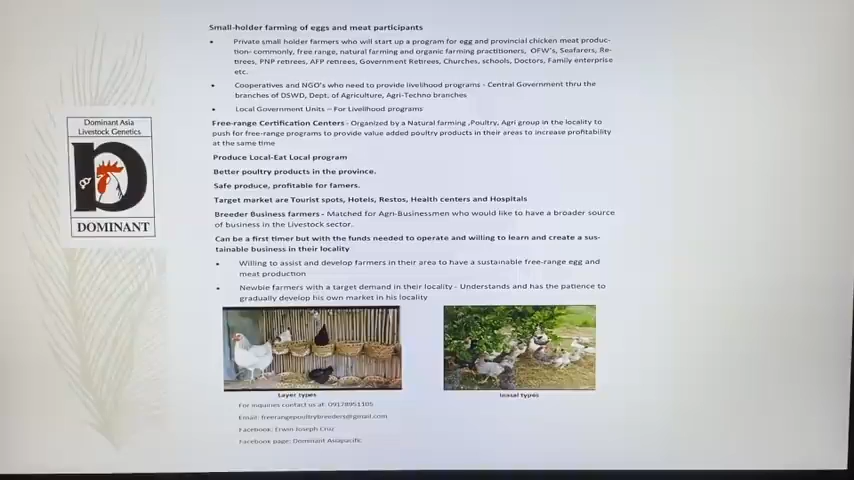 Small-holder farming of eggs and meat participants
• Private small holder farmers who will start up a program for egg and provincial chicken meat produc-
tion- commonly, free range, natural farming and organic farming practitioners, OFW's, Seafarers, Re-
trees, PNP retirees, AFP retirees, Government Retirees, Churches, schools, Doctors, Family enterprise
etc.
• Cooperatives and NGO's who need to provide livelihood programs - Central Government thru the
branches of DSWD, Dept. of Agriculture, Agri-Techno branches
• Local Government Units – For Livelihood programs
Free-range Certification Centers - Organized by a Natural farming ,Poultry, Agri group in the locality to
push for free-range programs to provide value added poultry products in their areas to increase profitability
at the same time
Produce Local-Eat Local program
Better poultry products in the province.
Safe produce, profitable for famers.
Target market are Tourist spots, Hotels, Restos, Health centers and Hospitals
Breeder Business farmers - Matched for Agri-Businessmen who would like to have a broader source
of business in the Livestock sector.
Can be a first timer but with the funds needed to operate and willing to learn and create a sus-
tainable business in their locality
• Willing to assist and develop farmers in their area to have a sustainable free-range egg and
meat production
• Newbie farmers with a target demand in their locality - Understands and has the patience to
gradually develop his own market in his locality
Layer types
For inquiries contact us at: 09178951105
Email: freerangepoultrybreeders@gmail.com
Facebook: Erwin Joseph Cruz
Facebook page: Dominant Asiapacific
Dominant Asia
Livestock Genetics
DOMINANT